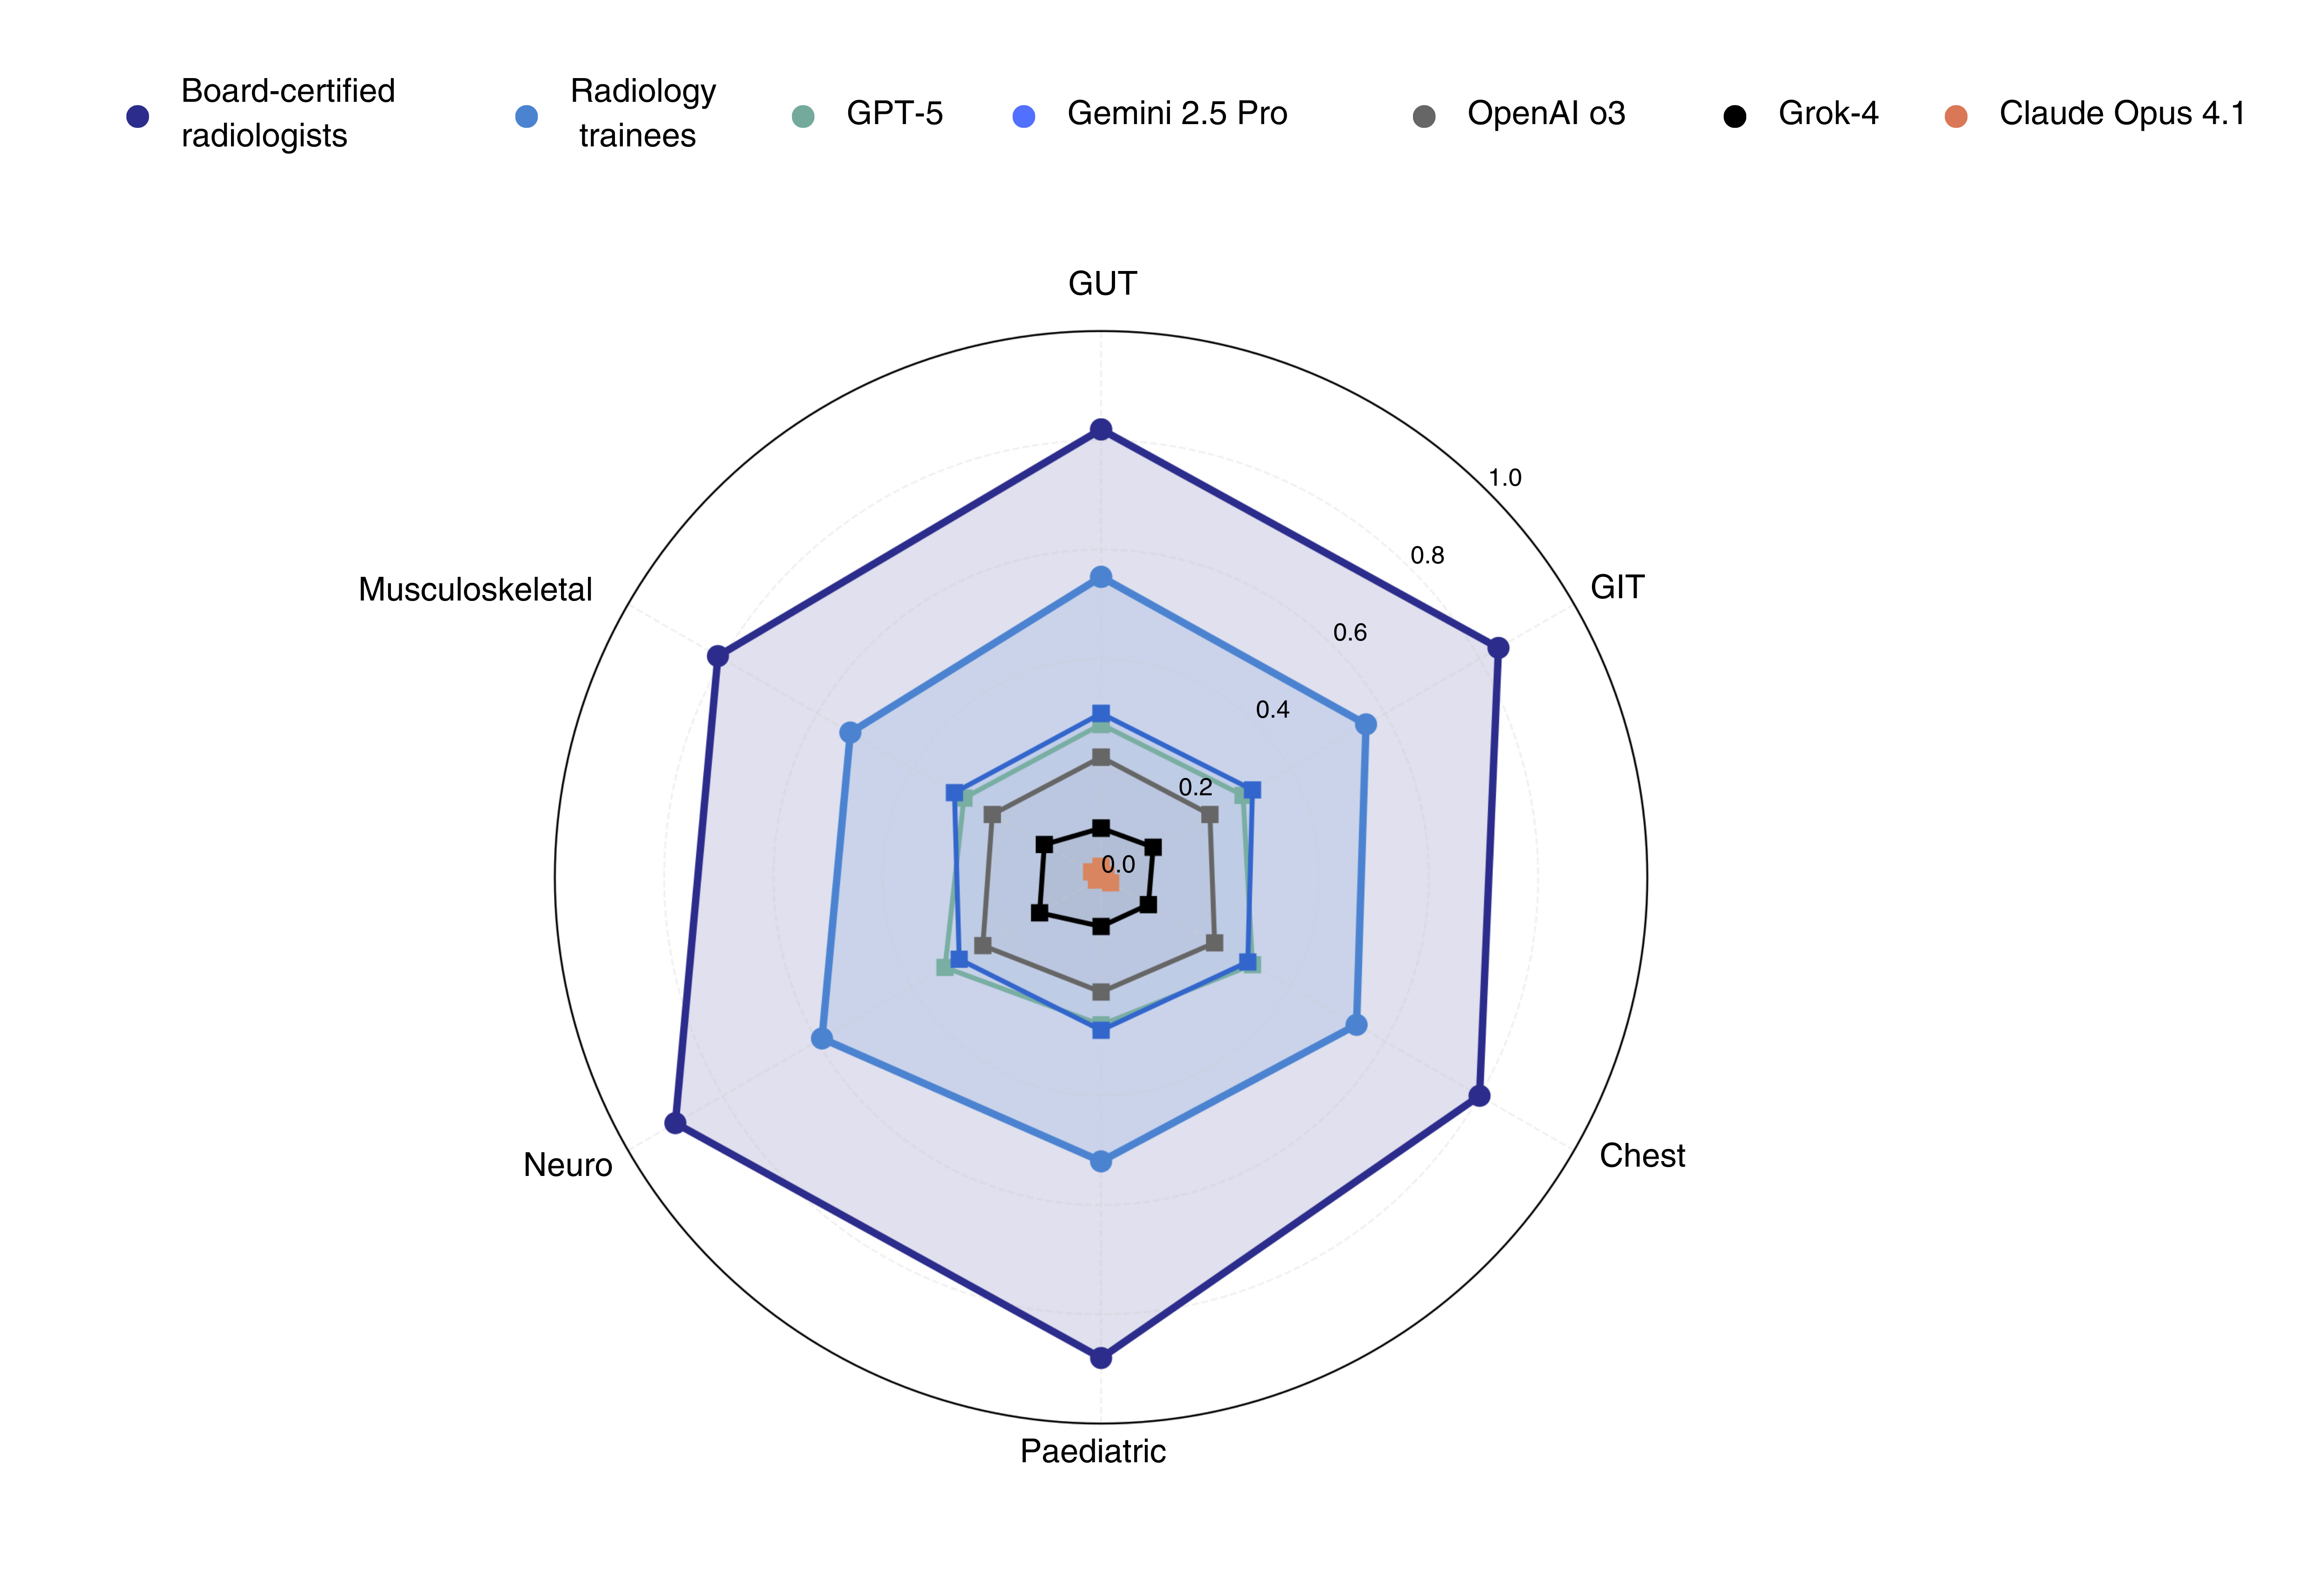 Board-certified
radiologists
Radiology
trainees
GPT-5
Gemini 2.5 Pro
OpenAI o3
Grok-4
Claude Opus 4.1
GUT
1.0
0.8
GIT
Musculoskeletal
0.6
0.4
0.2
0.0
Chest
Neuro
Paediatric